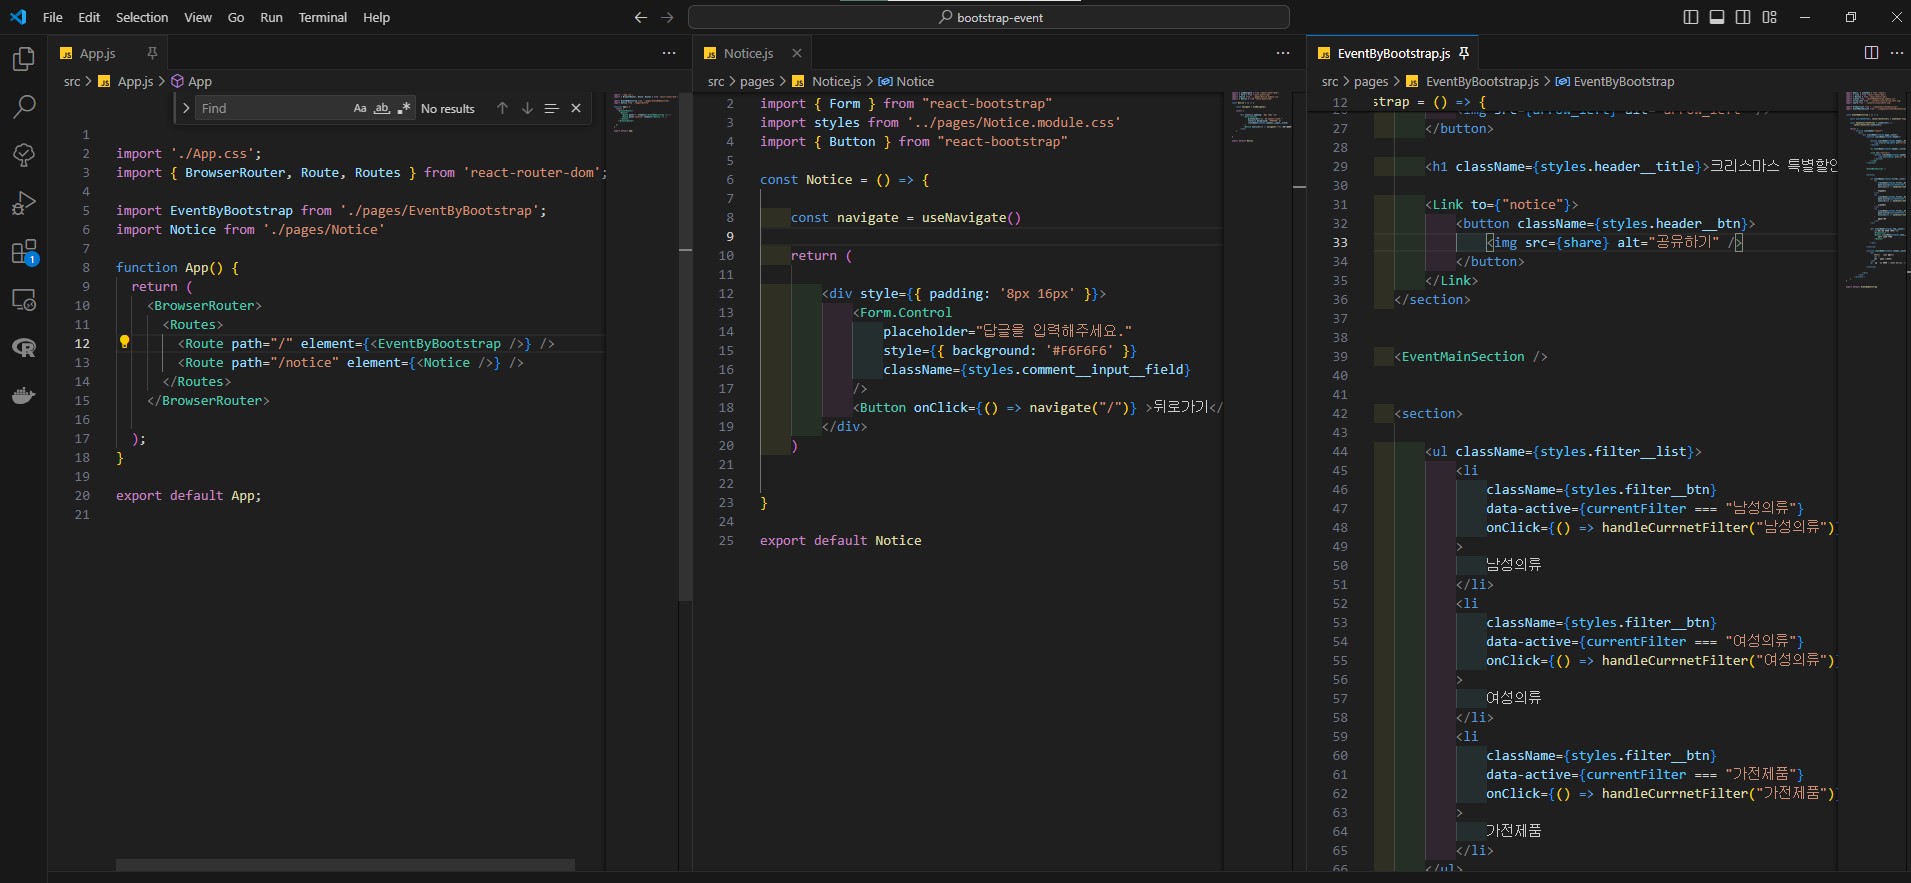 File Edit Selection View Go Run Terminal Help
bootstrap-event
JS App.js
src > JS App.js > App
Find
Aa ab .* No results
1
2 import './App.css';
3 import { BrowserRouter, Route, Routes } from 'react-router-dom';
4
5 import EventByBootstrap from './pages/EventByBootstrap';
6 import Notice from './pages/Notice'
7
8 function App() {
9 return (
10 <BrowserRouter>
11 <Routes>
12 <Route path="/" element={<EventByBootstrap />} />
13 <Route path="/notice" element={<Notice />} />
14 </Routes>
15 </BrowserRouter>
16
17 );
18 }
19
20 export default App;
21
1
JS Notice.js
src > pages > JS Notice.js > Notice
2 import { Form } from "react-bootstrap"
3 import styles from '../pages/Notice.module.css'
4 import { Button } from "react-bootstrap"
5
6 const Notice = () => {
7
8 const navigate = useNavigate()
9
10 return (
11
12 <div style={{ padding: '8px 16px' }}>
13 <Form.Control
14 placeholder="답글을 입력해주세요."
15 style={{ background: '#F6F6F6' }}
16 className={styles.comment__input__field}
17 />
18 <Button onClick={() => navigate("/")} >뒤로가기</
19 </div>
20 )
21
22
23 }
24
25 export default Notice
JS EventByBootstrap.js
src > pages > JS EventByBootstrap.js > EventByBootstrap
12 strap = () => {
26 <img src={arrow_left} alt="arrow_left" />
27 </button>
28
29 <h1 className={styles.header__title}>크리스마스 특별할인
30
31 <Link to={"notice"}>
32 <button className={styles.header__btn}>
33 <img src={share} alt="공유하기" />
34 </button>
35 </Link>
36 </section>
37
38
39 <EventMainSection />
40
41
42 <section>
43
44 <ul className={styles.filter__list}>
45 <li
46 className={styles.filter__btn}
47 data-active={currentFilter === "남성의류"}
48 onClick={() => handleCurrnetFilter("남성의류")}
49 >
50 남성의류
51 </li>
52 <li
53 className={styles.filter__btn}
54 data-active={currentFilter === "여성의류"}
55 onClick={() => handleCurrnetFilter("여성의류")}
56 >
57 여성의류
58 </li>
59 <li
60 className={styles.filter__btn}
61 data-active={currentFilter === "가전제품"}
62 onClick={() => handleCurrnetFilter("가전제품")}
63 >
64 가전제품
65 </li>
66 </ul>